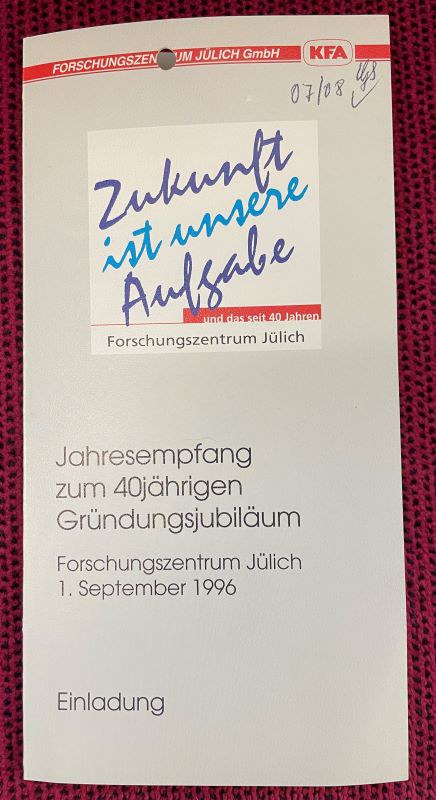 FORSCHUNGSZENTRUM JÜLICH GmbH KFA
07/08
Zukunft
ist unsere
Aufgabe
...und das seit 40 Jahren
Forschungszentrum Jülich
Jahresempfang
zum 40jährigen
Gründungsjubiläum
Forschungszentrum Jülich
1. September 1996
Einladung